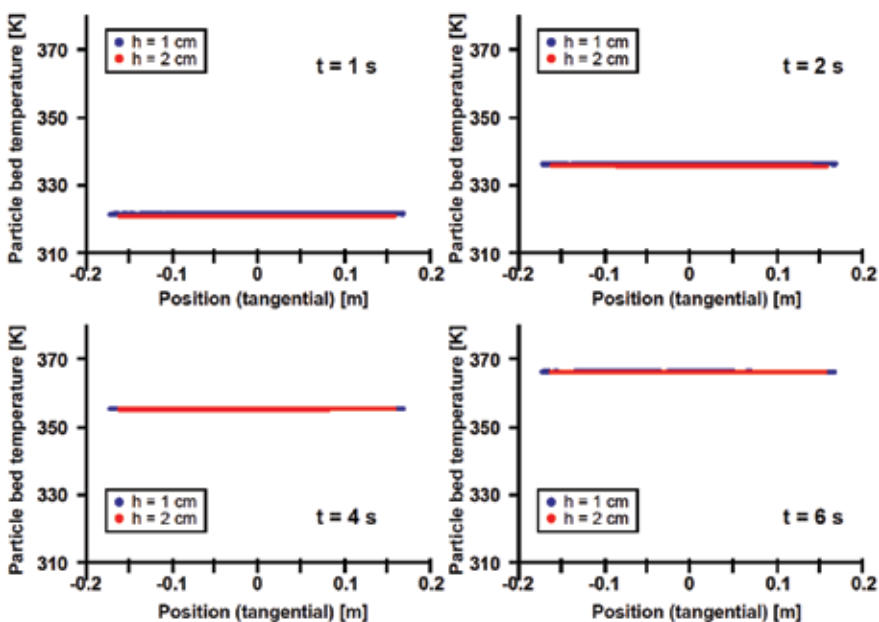 Particle bed temperature [K]
370
350
330
310
h = 1 cm
h = 2 cm
t = 1 s
-0.2
-0.1
0
0.1
0.2
Position (tangential) [m]
Particle bed temperature [K]
370
350
330
310
h = 1 cm
h = 2 cm
t = 2 s
-0.2
-0.1
0
0.1
0.2
Position (tangential) [m]
Particle bed temperature [K]
370
350
330
310
h = 1 cm
h = 2 cm
t = 4 s
-0.2
-0.1
0
0.1
0.2
Position (tangential) [m]
Particle bed temperature [K]
370
350
330
310
h = 1 cm
h = 2 cm
t = 6 s
-0.2
-0.1
0
0.1
0.2
Position (tangential) [m]